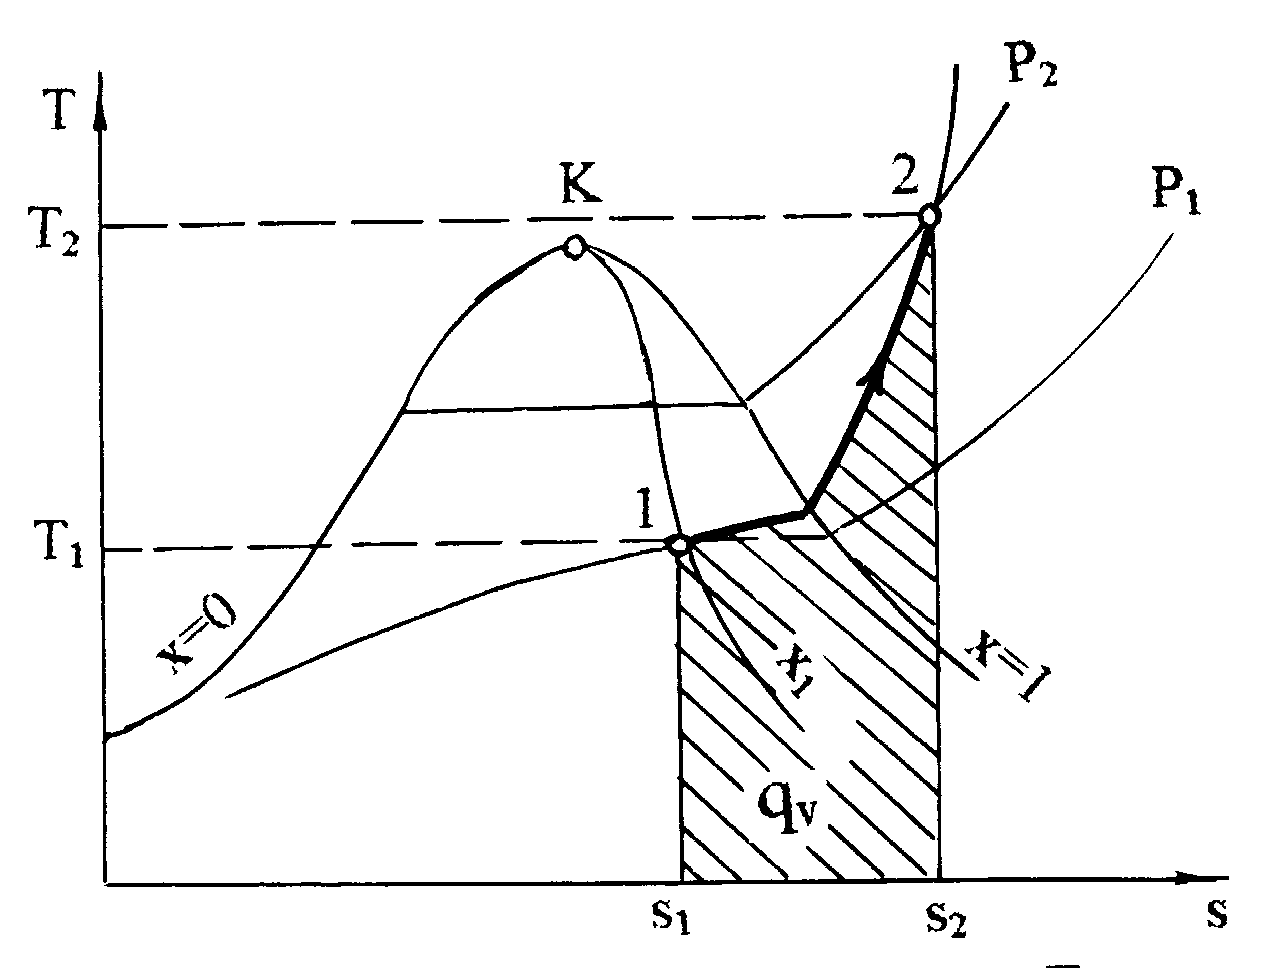 P₂
T
2
K
P₁
T₂
1
T₁
x=0
x₁
x=1
qᵥ
s₁
s₂
s